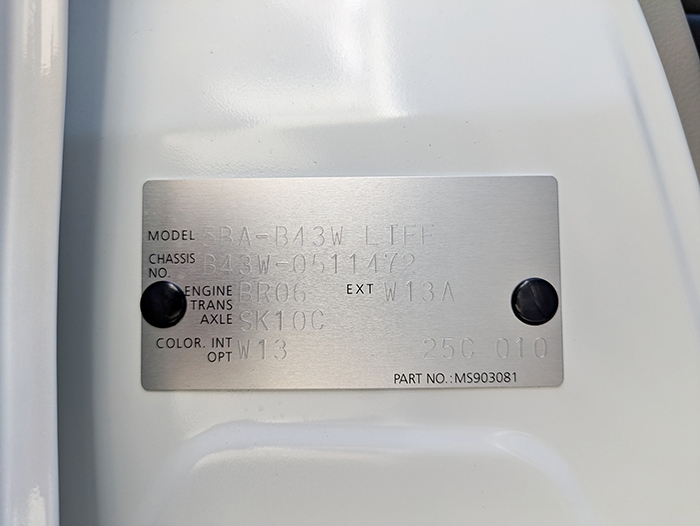 MODEL 5BA-B43W LIFF
CHASSIS NO. B43W-0511472
ENGINE BR06 EXT W13A
TRANS AXLE SK10C
COLOR. INT W13
OPT 25C 010
PART NO.: MS903081